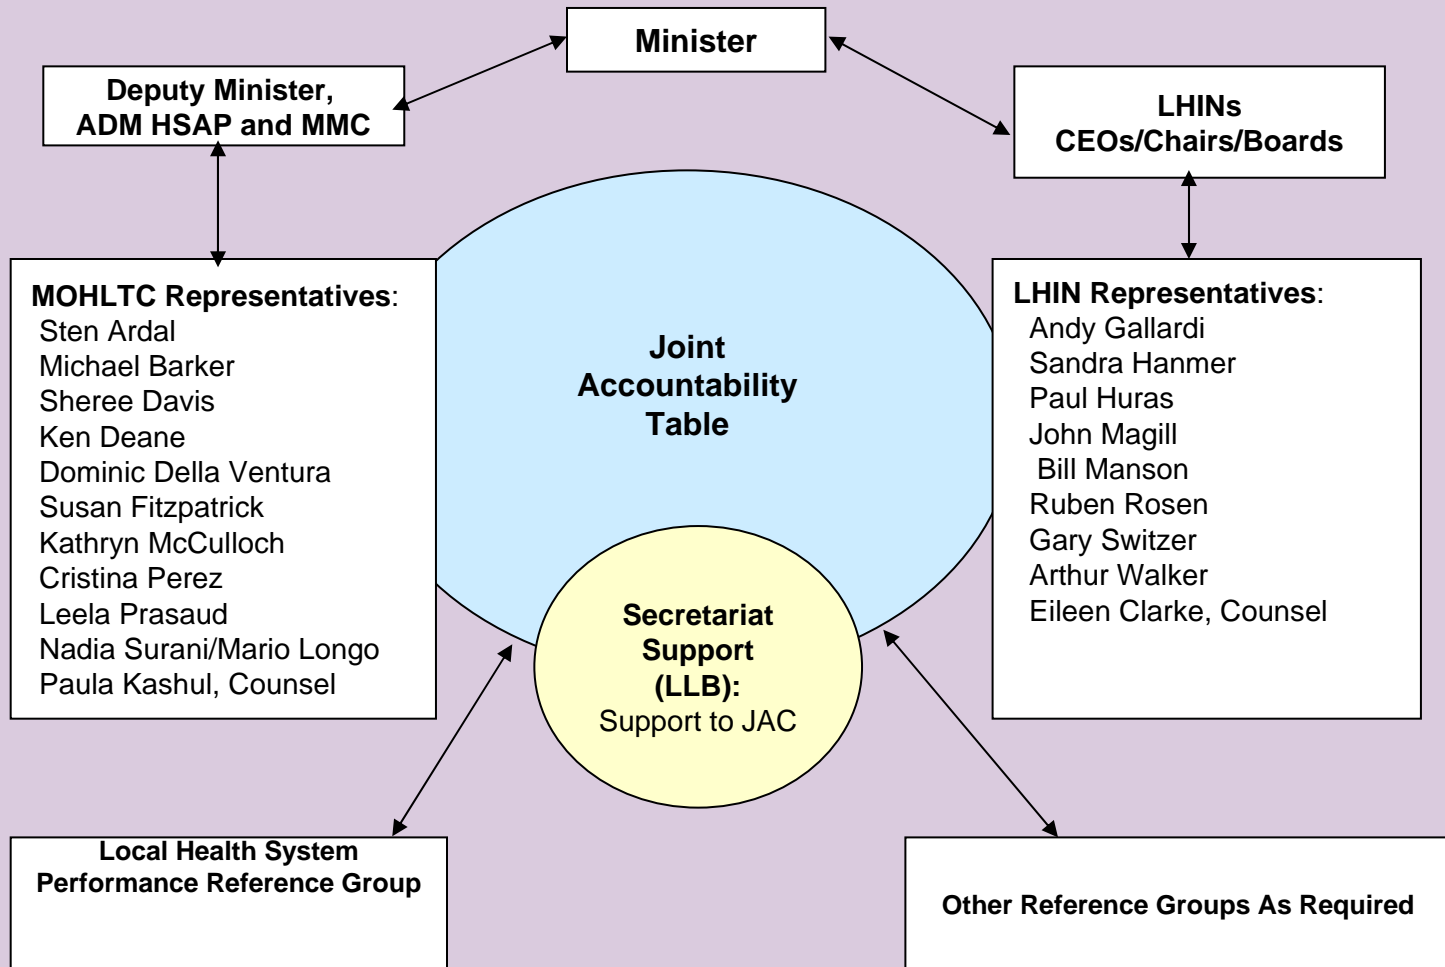 Minister
Deputy Minister,
ADM HSAP and MMC
LHINs
CEOs/Chairs/Boards
MOHLTC Representatives:
Sten Ardal
Michael Barker
Sheree Davis
Ken Deane
Dominic Della Ventura
Susan Fitzpatrick
Kathryn McCulloch
Cristina Perez
Leela Prasaud
Nadia Surani/Mario Longo
Paula Kashul, Counsel
Joint
Accountability
Table
LHIN Representatives:
Andy Gallardi
Sandra Hanmer
Paul Huras
John Magill
Bill Manson
Ruben Rosen
Gary Switzer
Arthur Walker
Eileen Clarke, Counsel
Secretariat
Support
(LLB):
Support to JAC
Local Health System
Performance Reference Group
Other Reference Groups As Required